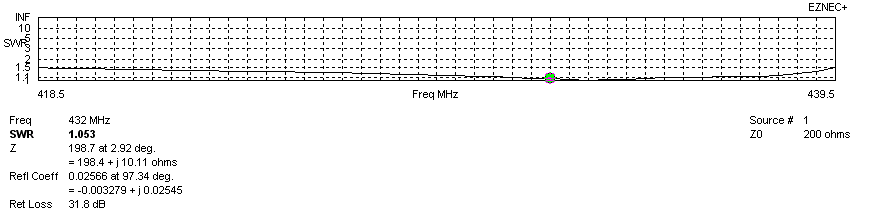 EZNEC+
INF
10
5
SWR
3
2
1.5
1.1
418.5 Freq MHz 439.5
Freq 432 MHz Source # 1
SWR 1.053 Z0 200 ohms
Z 198.7 at 2.92 deg.
= 198.4 + j 10.11 ohms
Refl Coeff 0.02566 at 97.34 deg.
= -0.003279 + j 0.02545
Ret Loss 31.8 dB